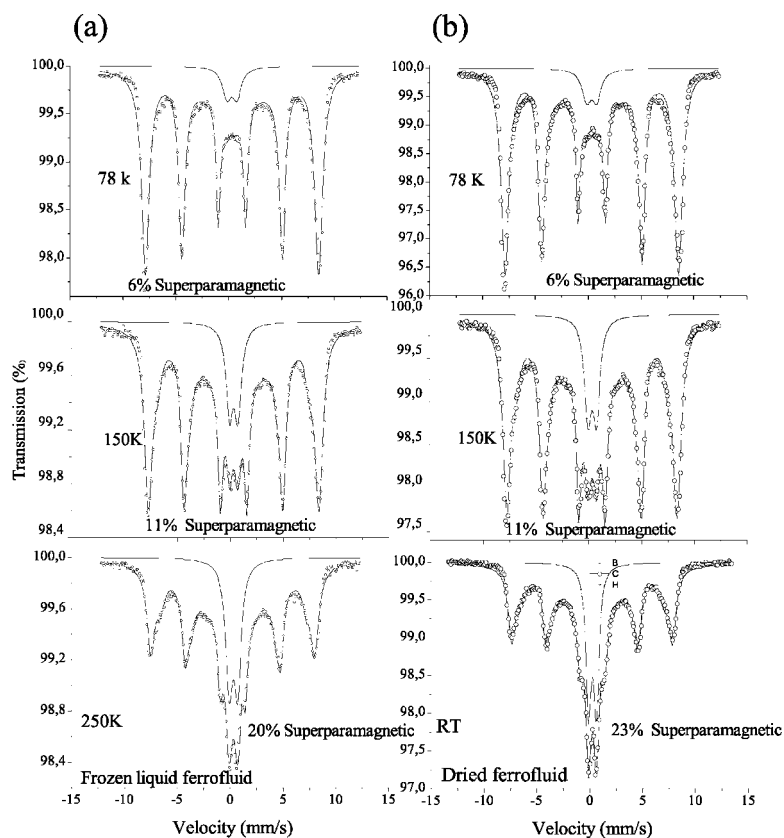 (a)
(b)
Transmission (%)
100,0
99,5
99,0
98,5
98,0
78 k
6% Superparamagnetic
100,0
99,6
99,2
98,8
98,4
150K
11% Superparamagnetic
100,0
99,6
99,2
98,8
98,4
250K
20% Superparamagnetic
Frozen liquid ferrofluid
-15 -10 -5 0 5 10 15
Velocity (mm/s)
100,0
99,5
99,0
98,5
98,0
97,5
97,0
96,5
96,0
78 K
6% Superparamagnetic
100,0
99,5
99,0
98,5
98,0
97,5
150K
11% Superparamagnetic
100,0
99,5
99,0
98,5
98,0
97,5
97,0
B
C
H
RT
23% Superparamagnetic
Dried ferrofluid
-15 -10 -5 0 5 10 15
Velocity (mm/s)